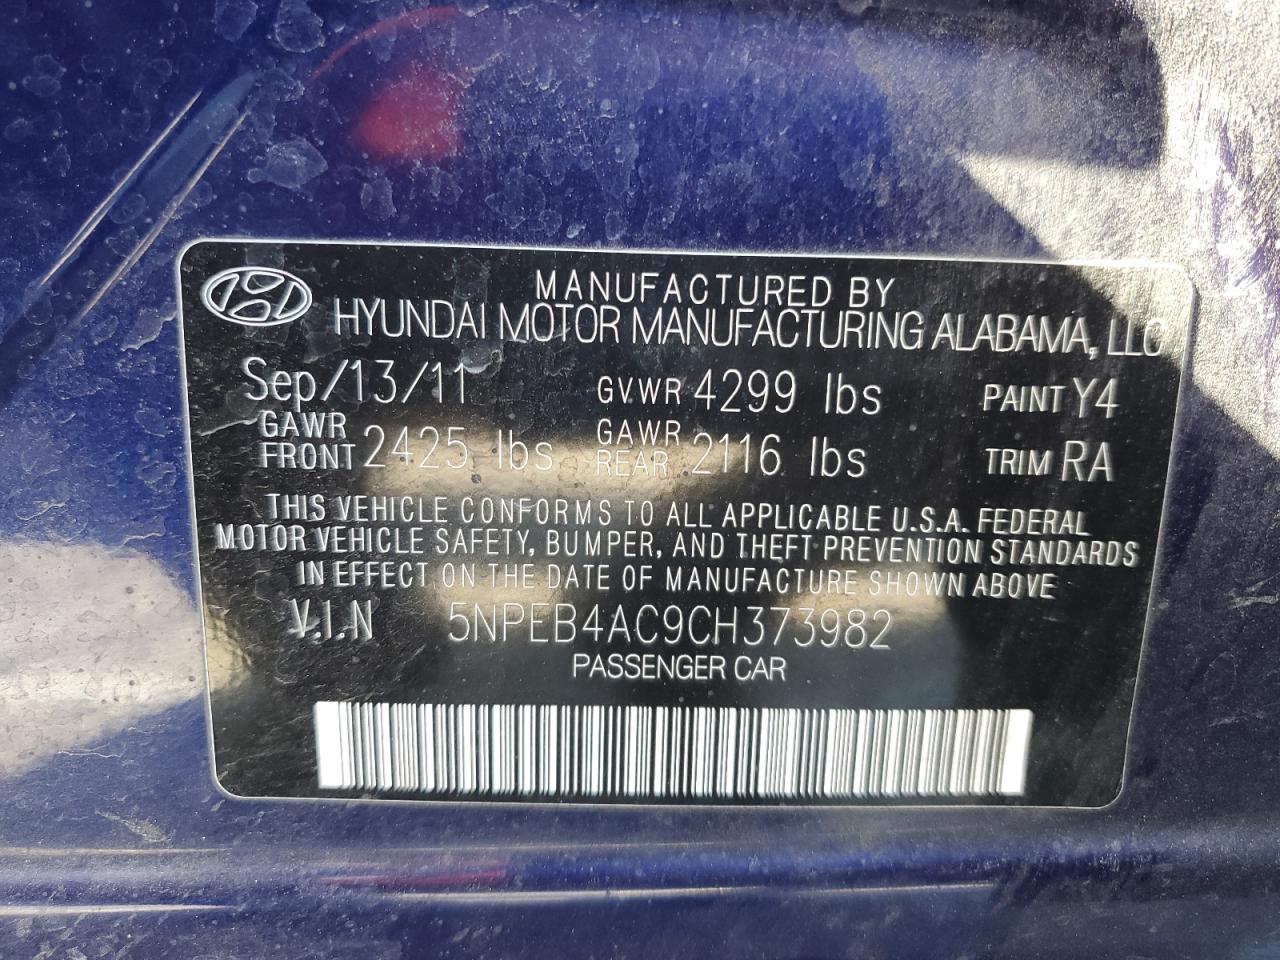 MANUFACTURED BY
HYUNDAI MOTOR MANUFACTURING ALABAMA, LLC
Sep/13/11 GVWR 4299 lbs PAINT Y4
GAWR FRONT 2425 lbs GAWR REAR 2116 lbs TRIM RA
THIS VEHICLE CONFORMS TO ALL APPLICABLE U.S.A. FEDERAL
MOTOR VEHICLE SAFETY, BUMPER, AND THEFT PREVENTION STANDARDS
IN EFFECT ON THE DATE OF MANUFACTURE SHOWN ABOVE
V.I.N 5NPEB4AC9CH373982
PASSENGER CAR